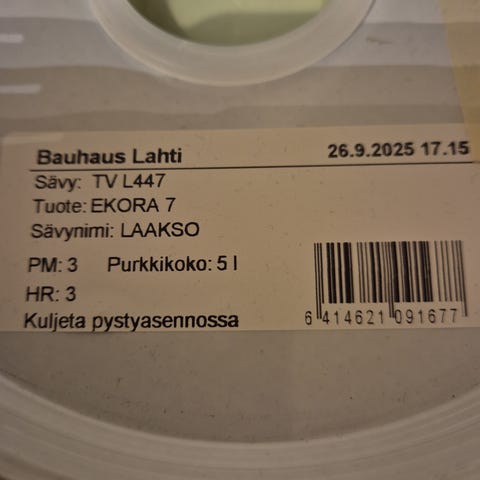 Bauhaus Lahti 26.9.2025 17.15
Sävy: TV L447
Tuote: EKORA 7
Sävynimi: LAAKSO
PM: 3 Purkkikoko: 5 l
HR: 3
Kuljeta pystyasennossa
6 414621 091677